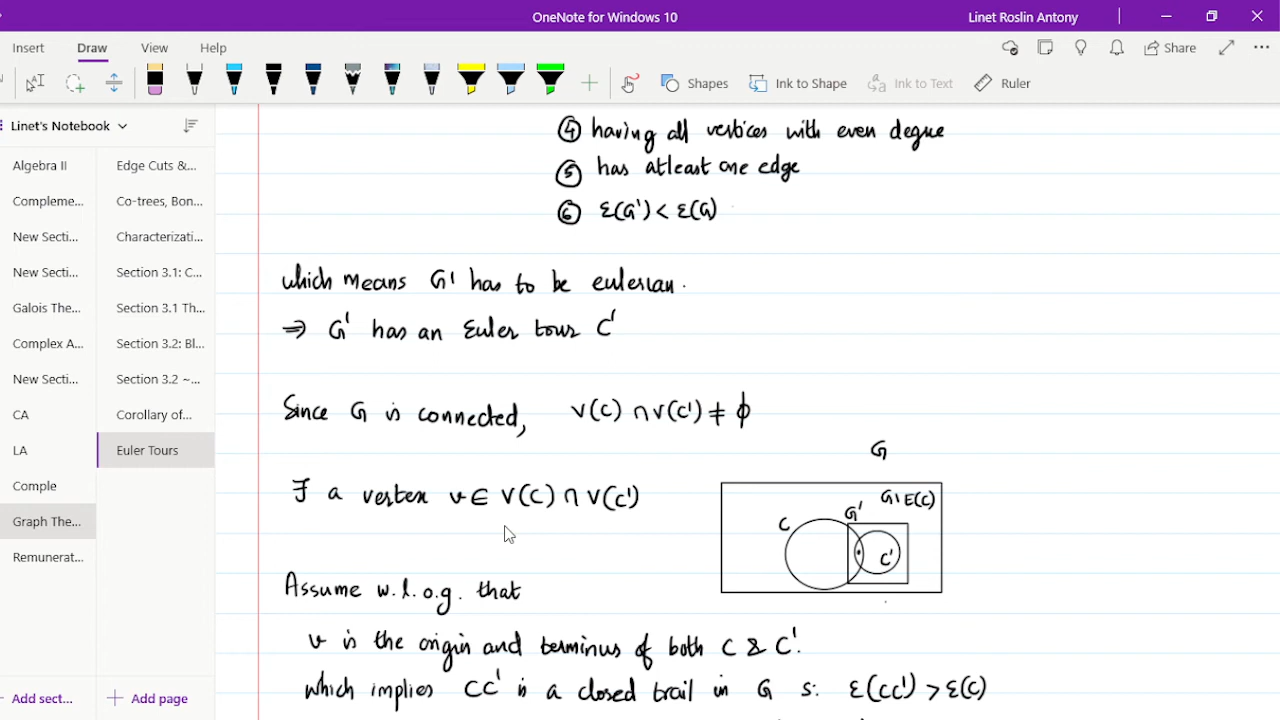 OneNote for Windows 10
Linet Roslin Antony
Insert
Draw
View
Help
Share
Shapes
Ink to Shape
Ink to Text
Ruler
Linet's Notebook
Algebra II
Compleme...
New Secti...
New Secti...
Galois The...
Complex A...
New Secti...
CA
LA
Comple
Graph The...
Remunerat...
Add sect...
Edge Cuts &...
Co-trees, Bon...
Characterizati...
Section 3.1: C...
Section 3.1 Th...
Section 3.2: Bl...
Section 3.2 ~...
Corollary of...
Euler Tours
Add page
④ having all vertices with even degree
⑤ has atleast one edge
⑥ ε(G') < ε(G)
which means G' has to be eulerian.
⇒ G' has an Euler tour C'
Since G is connected, V(C) ∩ V(C') ≠ ϕ
∃ a vertex v ∈ V(C) ∩ V(C')
G
G\E(C)
G'
C
C'
Assume w.l.o.g. that
v is the origin and terminus of both C & C'.
which implies CC' is a closed trail in G s: ε(CC') > ε(C)